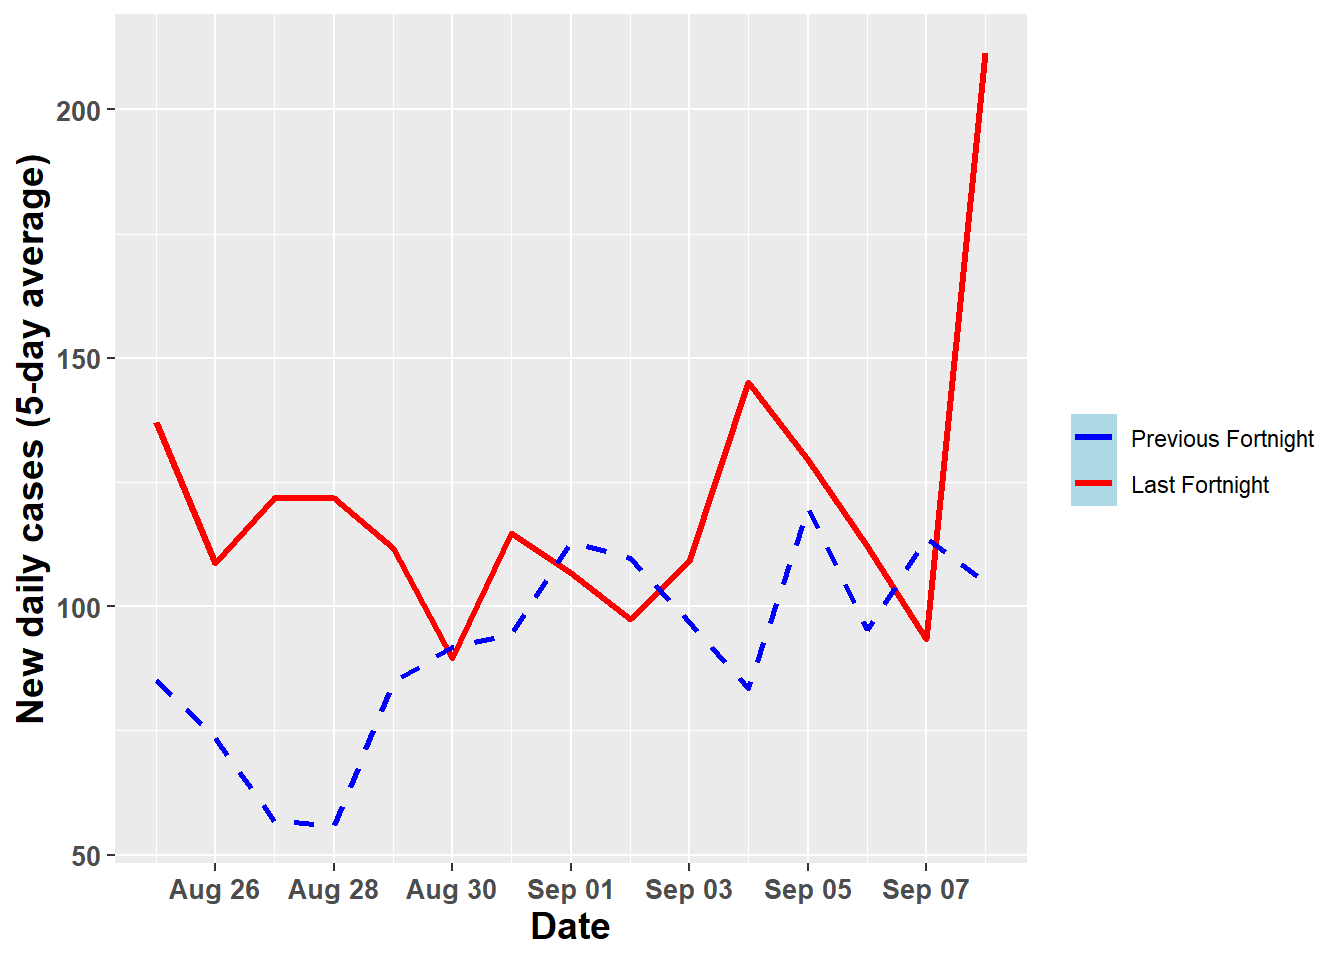 New daily cases (5-day average)
200
150
100
50
Aug 26 Aug 28 Aug 30 Sep 01 Sep 03 Sep 05 Sep 07
Date
Previous Fortnight
Last Fortnight